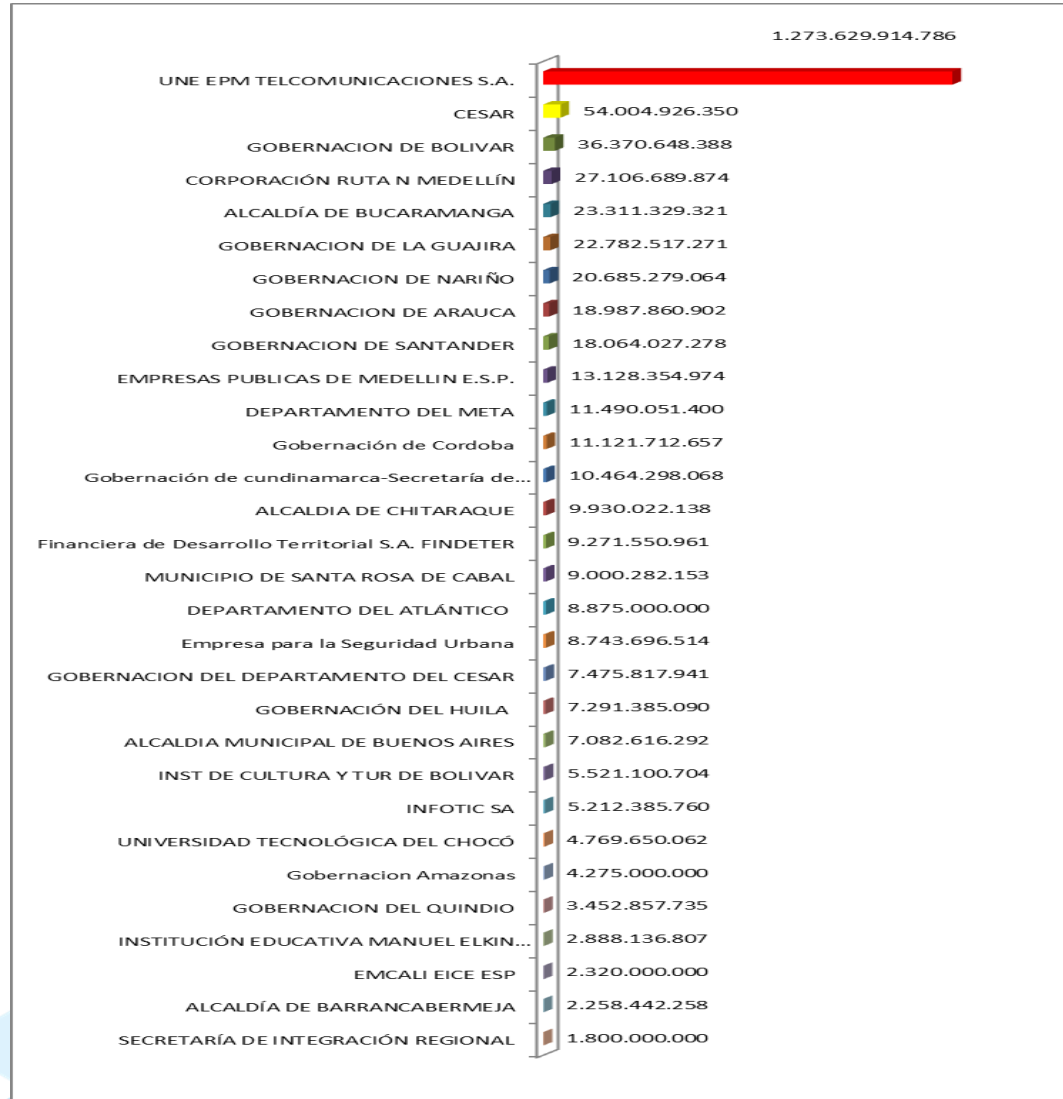 1.273.629.914.786
UNE EPM TELCOMUNICACIONES S.A.
CESAR 54.004.926.350
GOBERNACION DE BOLIVAR 36.370.648.388
CORPORACIÓN RUTA N MEDELLÍN 27.106.689.874
ALCALDÍA DE BUCARAMANGA 23.311.329.321
GOBERNACION DE LA GUAJIRA 22.782.517.271
GOBERNACION DE NARIÑO 20.685.279.064
GOBERNACION DE ARAUCA 18.987.860.902
GOBERNACION DE SANTANDER 18.064.027.278
EMPRESAS PUBLICAS DE MEDELLIN E.S.P. 13.128.354.974
DEPARTAMENTO DEL META 11.490.051.400
Gobernación de Cordoba 11.121.712.657
Gobernación de cundinamarca-Secretaría de... 10.464.298.068
ALCALDIA DE CHITARAQUE 9.930.022.138
Financiera de Desarrollo Territorial S.A. FINDETER 9.271.550.961
MUNICIPIO DE SANTA ROSA DE CABAL 9.000.282.153
DEPARTAMENTO DEL ATLÁNTICO 8.875.000.000
Empresa para la Seguridad Urbana 8.743.696.514
GOBERNACION DEL DEPARTAMENTO DEL CESAR 7.475.817.941
GOBERNACIÓN DEL HUILA 7.291.385.090
ALCALDIA MUNICIPAL DE BUENOS AIRES 7.082.616.292
INST DE CULTURA Y TUR DE BOLIVAR 5.521.100.704
INFOTIC SA 5.212.385.760
UNIVERSIDAD TECNOLÓGICA DEL CHOCÓ 4.769.650.062
Gobernacion Amazonas 4.275.000.000
GOBERNACION DEL QUINDIO 3.452.857.735
INSTITUCIÓN EDUCATIVA MANUEL ELKIN... 2.888.136.807
EMCALI EICE ESP 2.320.000.000
ALCALDÍA DE BARRANCABERMEJA 2.258.442.258
SECRETARÍA DE INTEGRACIÓN REGIONAL 1.800.000.000